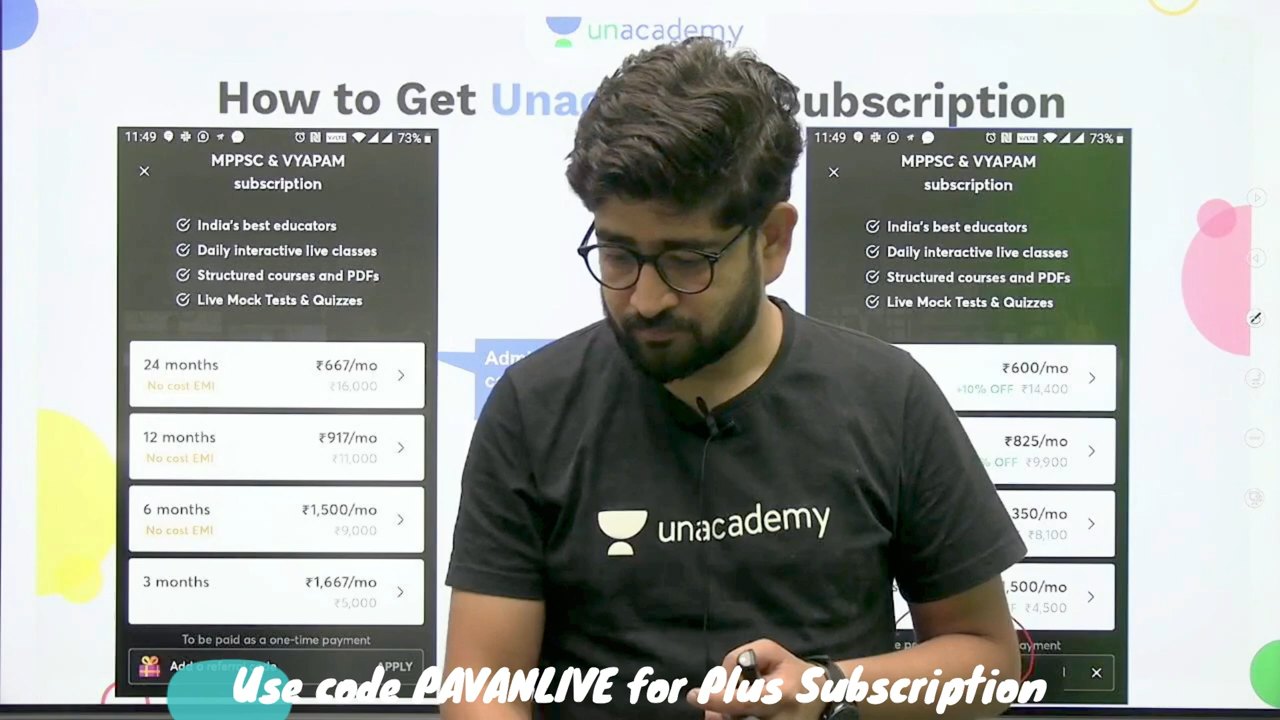 unacademy
How to Get Subscription
11:49 73%
MPPSC & VYAPAM
subscription
India's best educators
Daily interactive live classes
Structured courses and PDFs
Live Mock Tests & Quizzes
24 months ₹667/mo
No cost EMI ₹16,000
12 months ₹917/mo
No cost EMI ₹11,000
6 months ₹1,500/mo
No cost EMI ₹9,000
3 months ₹1,667/mo
₹5,000
To be paid as a one-time payment
Add a referral code APPLY
11:49 73%
MPPSC & VYAPAM
subscription
India's best educators
Daily interactive live classes
Structured courses and PDFs
Live Mock Tests & Quizzes
₹600/mo
+10% OFF ₹14,400
₹825/mo
% OFF ₹9,900
,350/mo
₹8,100
,500/mo
₹4,500
unacademy
Use code PAVANLIVE for Plus Subscription